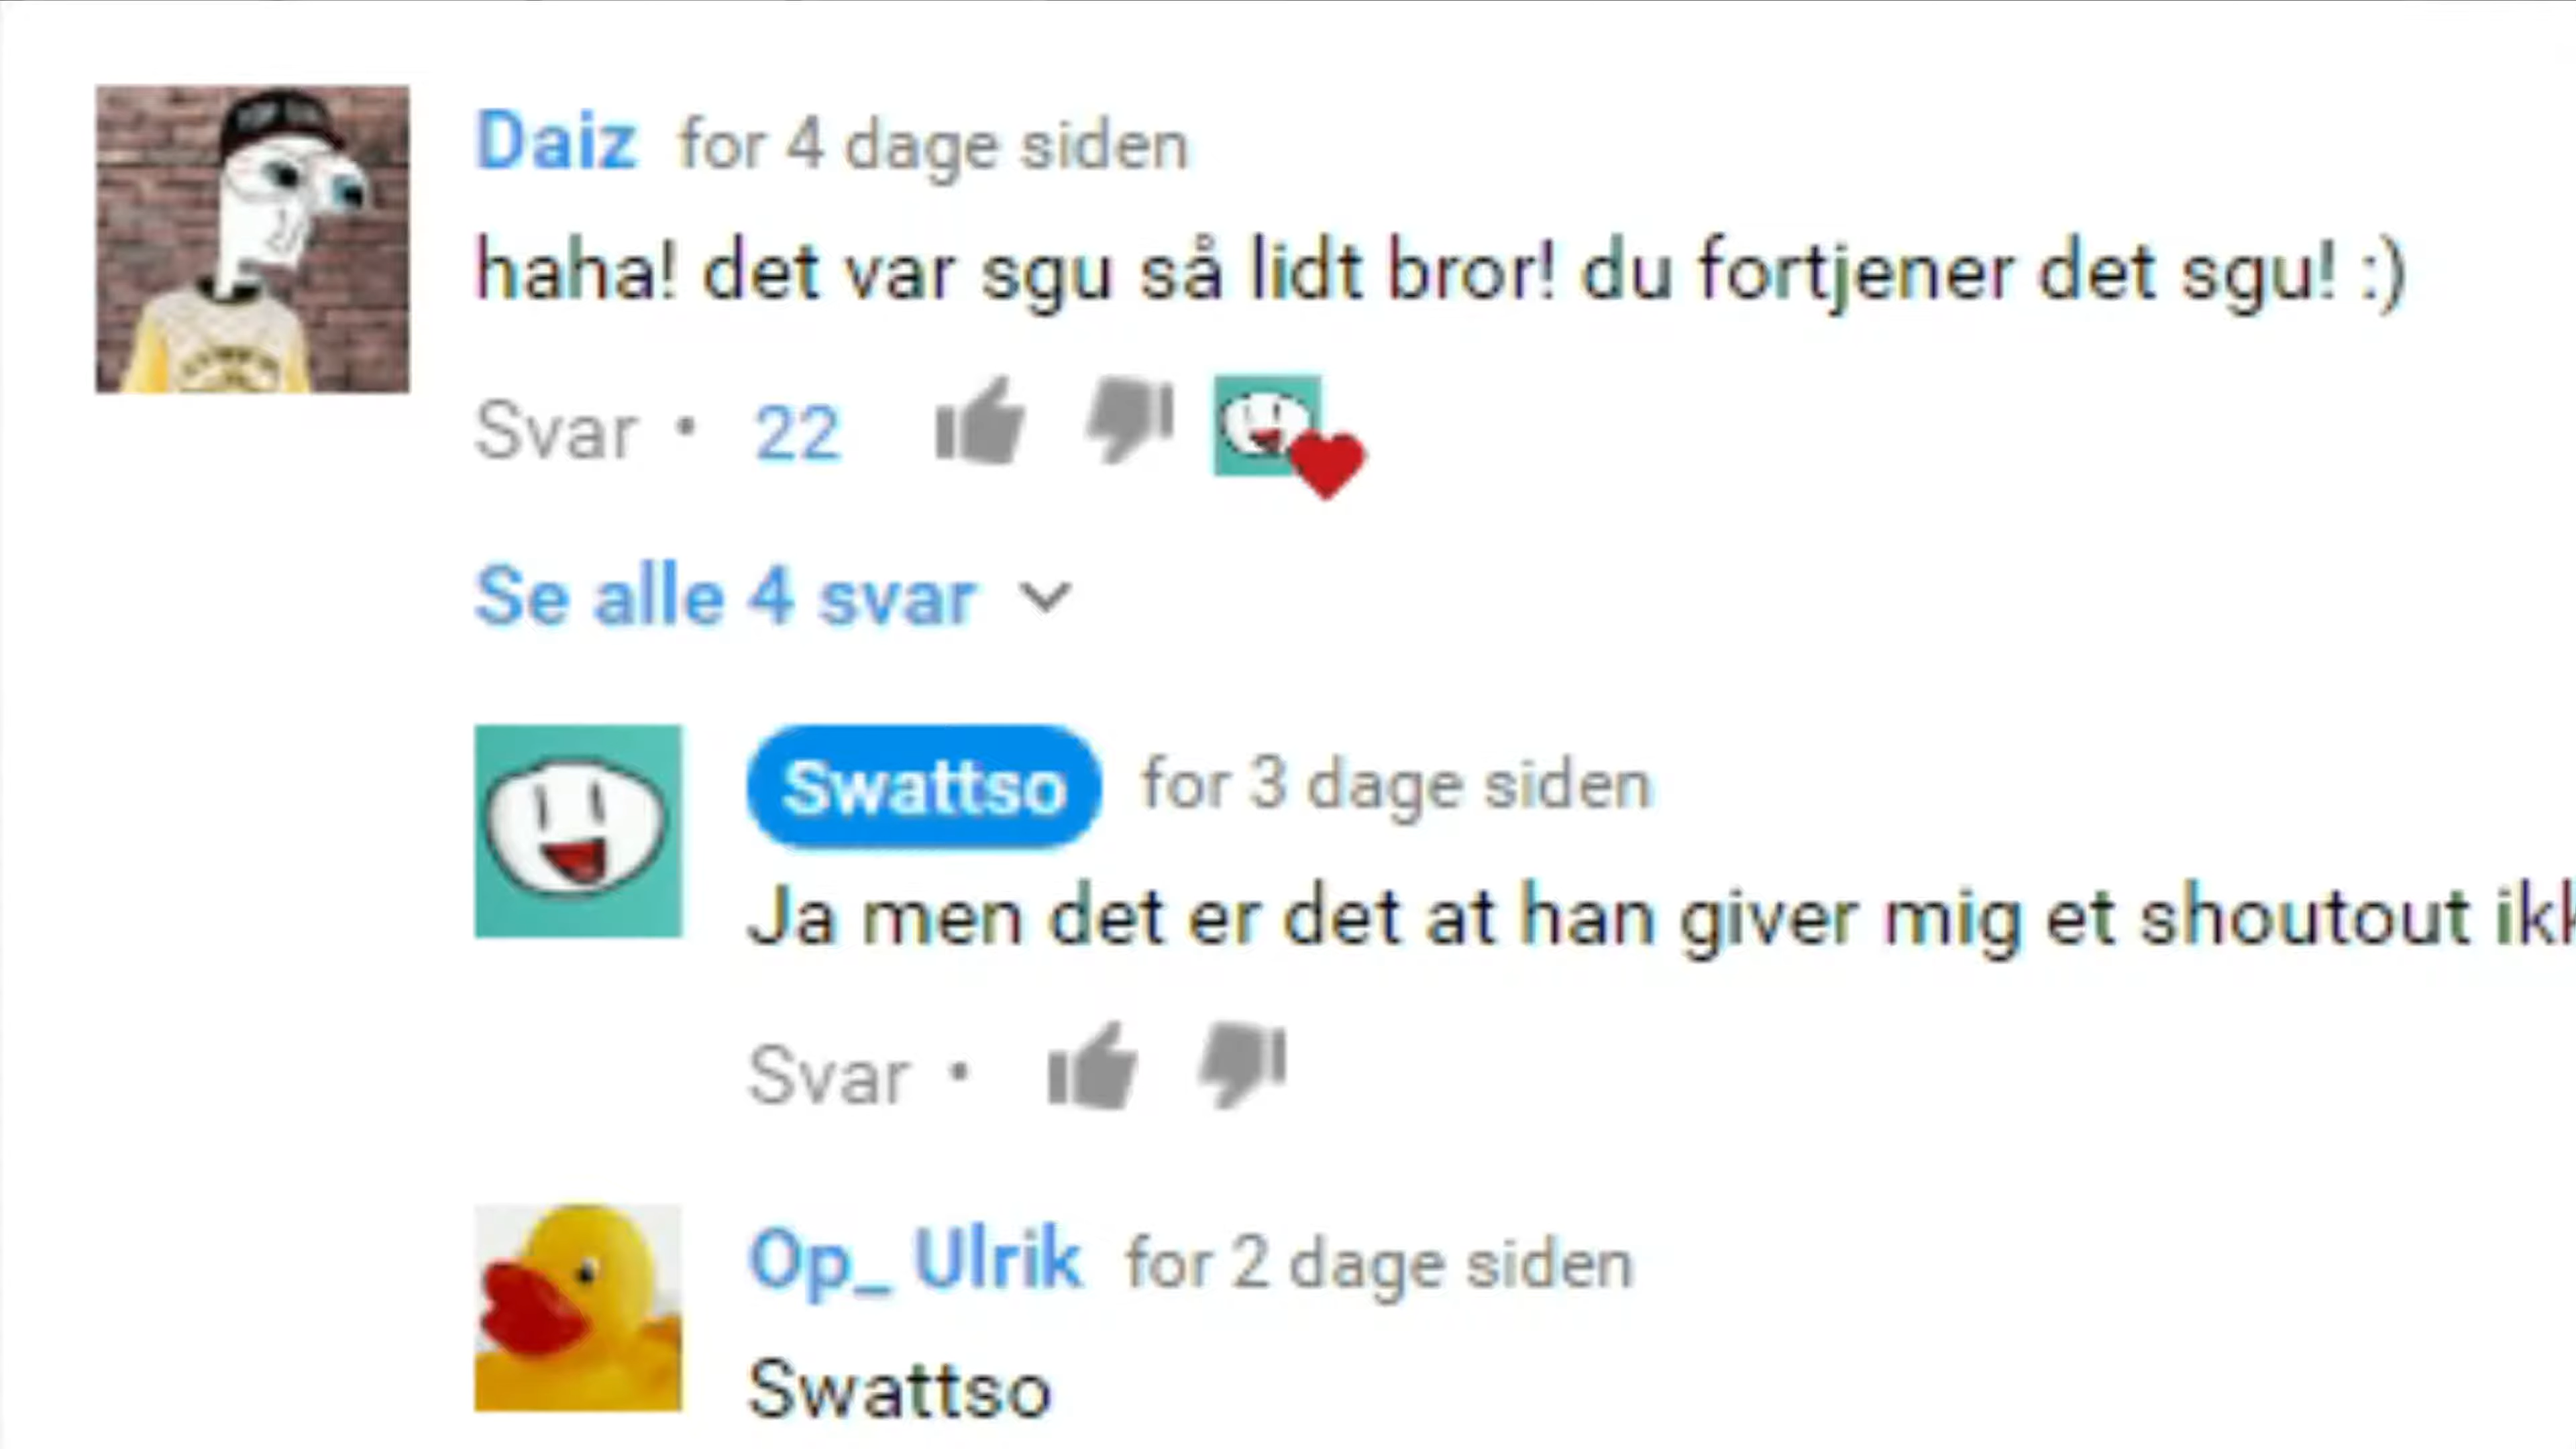 Daiz for 4 dage siden
haha! det var sgu så lidt bror! du fortjener det sgu! :)
Svar • 22
Se alle 4 svar
Swattso for 3 dage siden
Ja men det er det at han giver mig et shoutout
Svar •
Op_ Ulrik for 2 dage siden
Swattso